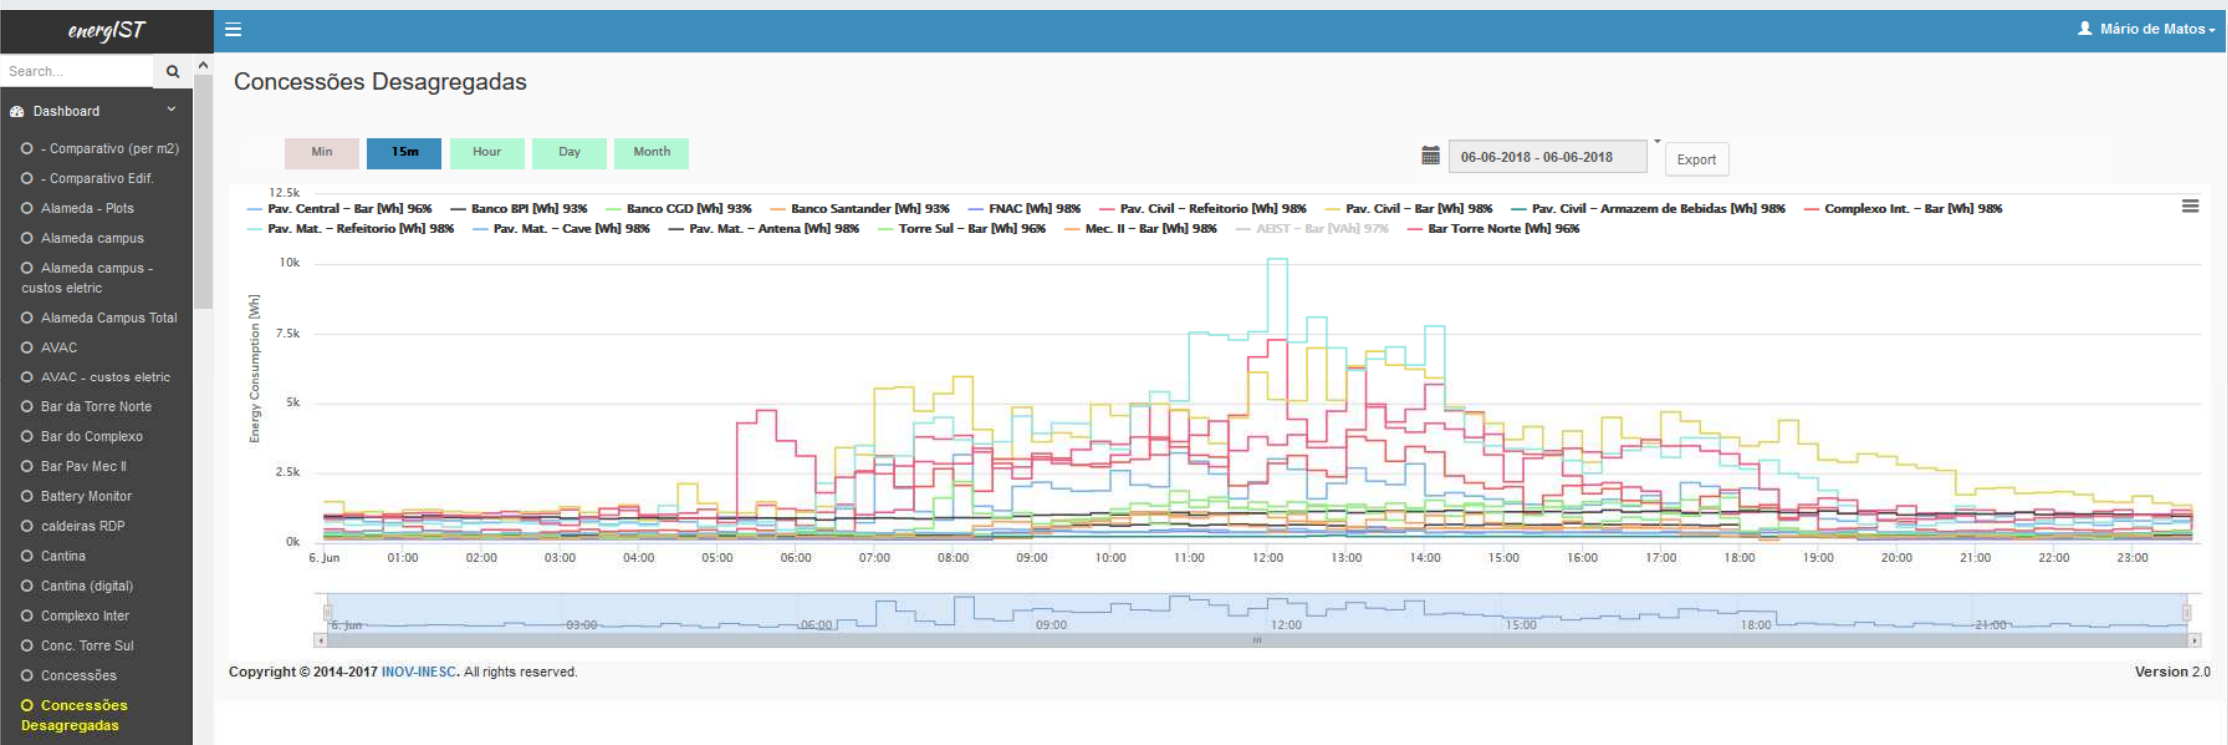 energIST
Mário de Matos
Search...
Dashboard
- Comparativo (per m2)
- Comparativo Edif.
Alameda - Plots
Alameda campus
Alameda campus -
custos eletric
Alameda Campus Total
AVAC
AVAC - custos eletric
Bar da Torre Norte
Bar do Complexo
Bar Pav Mec II
Battery Monitor
caldeiras RDP
Cantina
Cantina (digital)
Complexo Inter
Conc. Torre Sul
Concessões
Concessões
Desagregadas
Concessões Desagregadas
Min 15m Hour Day Month
06-06-2018 - 06-06-2018 Export
12.5k
Pav. Central - Bar [Wh] 96% Banco BPI [Wh] 93% Banco CGD [Wh] 93% Banco Santander [Wh] 93% FNAC [Wh] 98% Pav. Civil - Refeitorio [Wh] 98% Pav. Civil - Bar [Wh] 98% Pav. Civil - Armazem de Bebidas [Wh] 98% Complexo Int. - Bar [Wh] 98%
Pav. Mat. - Refeitorio [Wh] 98% Pav. Mat. - Cave [Wh] 98% Pav. Mat. - Antena [Wh] 98% Torre Sul - Bar [Wh] 96% Mec. II - Bar [Wh] 98% AEIST - Bar [VAh] 97% Bar Torre Norte [Wh] 96%
10k
7.5k
5k
2.5k
0k
Energy Consumption [Wh]
6. Jun 01:00 02:00 03:00 04:00 05:00 06:00 07:00 08:00 09:00 10:00 11:00 12:00 13:00 14:00 15:00 16:00 17:00 18:00 19:00 20:00 21:00 22:00 23:00
6. Jun 03:00 06:00 09:00 12:00 15:00 18:00 21:00
Copyright © 2014-2017 INOV-INESC. All rights reserved.
Version 2.0